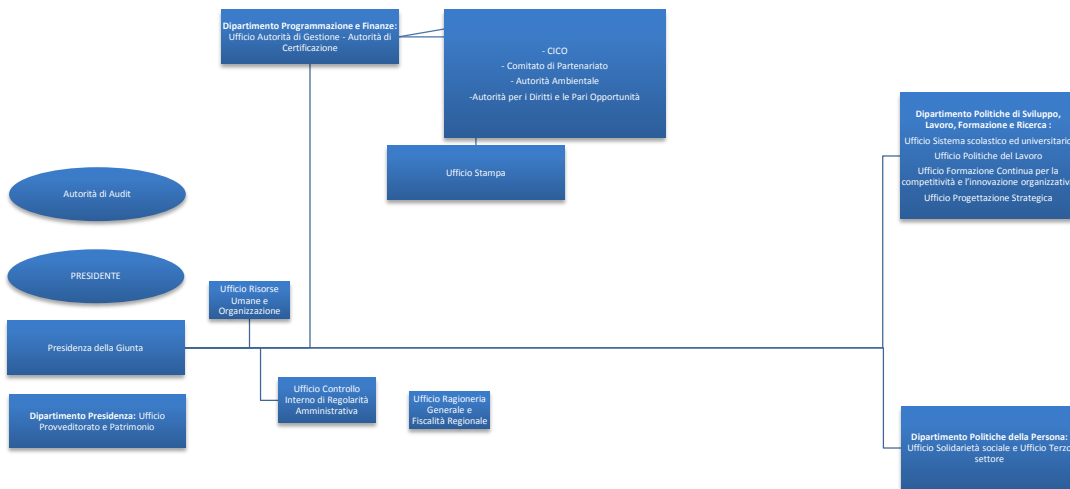 Dipartimento Programmazione e Finanze:
Ufficio Autorità di Gestione - Autorità di
Certificazione
- CICO
- Comitato di Partenariato
- Autorità Ambientale
-Autorità per i Diritti e le Pari Opportunità
Ufficio Stampa
Dipartimento Politiche di Sviluppo,
Lavoro, Formazione e Ricerca :
Ufficio Sistema scolastico ed universitario
Ufficio Politiche del Lavoro
Ufficio Formazione Continua per la
competitività e l'innovazione organizzativa
Ufficio Progettazione Strategica
Autorità di Audit
PRESIDENTE
Ufficio Risorse
Umane e
Organizzazione
Presidenza della Giunta
Ufficio Controllo
Interno di Regolarità
Amministrativa
Ufficio Ragioneria
Generale e
Fiscalità Regionale
Dipartimento Presidenza: Ufficio
Provveditorato e Patrimonio
Dipartimento Politiche della Persona:
Ufficio Solidarietà sociale e Ufficio Terzo
settore